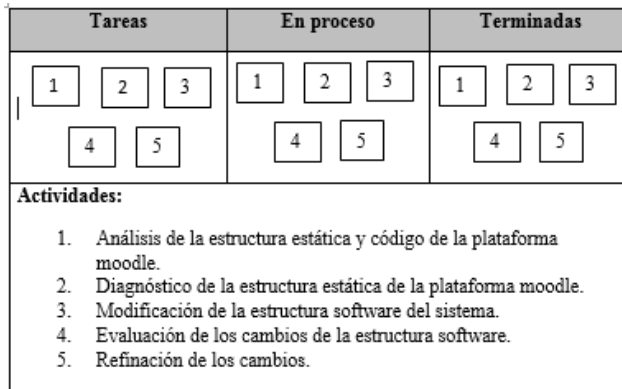 Tareas En proceso Terminadas
1 2 3 1 2 3 1 2 3
4 5 4 5 4 5
Actividades:
1. Análisis de la estructura estática y código de la plataforma
moodle.
2. Diagnóstico de la estructura estática de la plataforma moodle.
3. Modificación de la estructura software del sistema.
4. Evaluación de los cambios de la estructura software.
5. Refinación de los cambios.